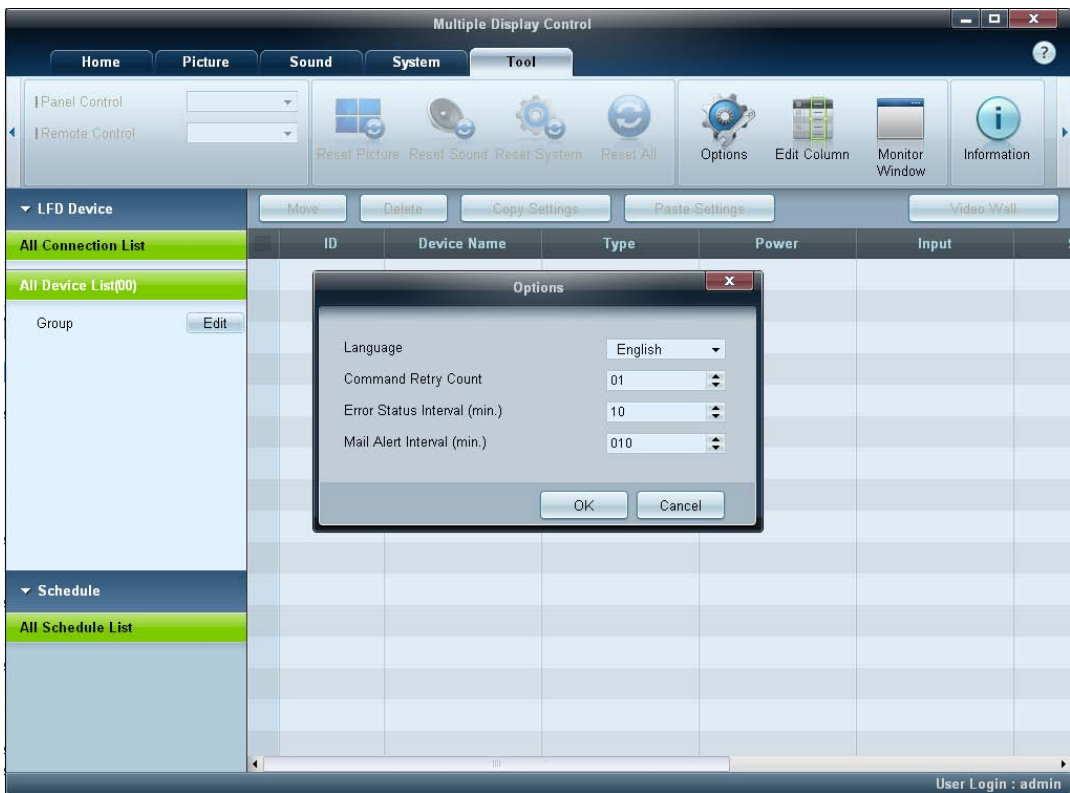 Multiple Display Control
Home Picture Sound System Tool
?
Panel Control
Remote Control
Reset Picture Reset Sound Reset System Reset All Options Edit Column Monitor Window Information
LFD Device
Move Delete Copy Settings Paste Settings Video Wall
All Connection List
ID Device Name Type Power Input
All Device List(00)
Group Edit
Options
Language English
Command Retry Count 01
Error Status Interval (min.) 10
Mail Alert Interval (min.) 010
OK Cancel
Schedule
All Schedule List
User Login : admin